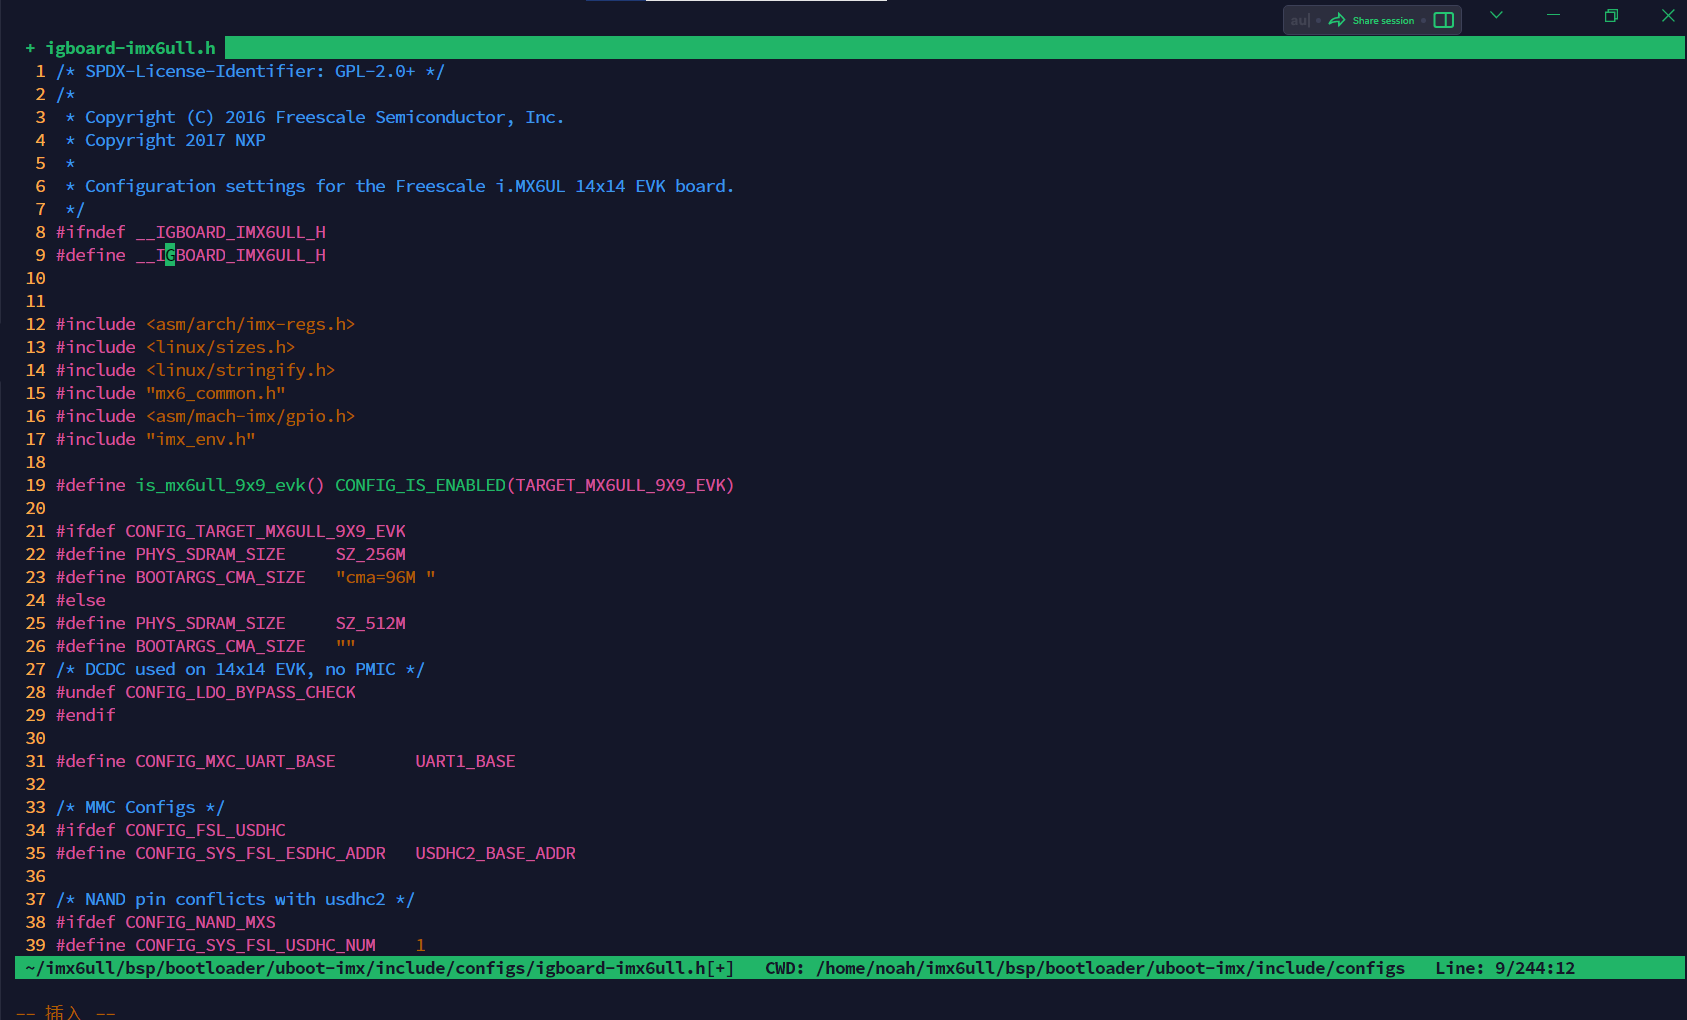 au| Share session
+ igboard-imx6ull.h
1 /* SPDX-License-Identifier: GPL-2.0+ */
2 /*
3  * Copyright (C) 2016 Freescale Semiconductor, Inc.
4  * Copyright 2017 NXP
5  *
6  * Configuration settings for the Freescale i.MX6UL 14x14 EVK board.
7  */
8 #ifndef __IGBOARD_IMX6ULL_H
9 #define __IGBOARD_IMX6ULL_H
10
11
12 #include <asm/arch/imx-regs.h>
13 #include <linux/sizes.h>
14 #include <linux/stringify.h>
15 #include "mx6_common.h"
16 #include <asm/mach-imx/gpio.h>
17 #include "imx_env.h"
18
19 #define is_mx6ull_9x9_evk() CONFIG_IS_ENABLED(TARGET_MX6ULL_9X9_EVK)
20
21 #ifdef CONFIG_TARGET_MX6ULL_9X9_EVK
22 #define PHYS_SDRAM_SIZE     SZ_256M
23 #define BOOTARGS_CMA_SIZE   "cma=96M "
24 #else
25 #define PHYS_SDRAM_SIZE     SZ_512M
26 #define BOOTARGS_CMA_SIZE   ""
27 /* DCDC used on 14x14 EVK, no PMIC */
28 #undef CONFIG_LDO_BYPASS_CHECK
29 #endif
30
31 #define CONFIG_MXC_UART_BASE        UART1_BASE
32
33 /* MMC Configs */
34 #ifdef CONFIG_FSL_USDHC
35 #define CONFIG_SYS_FSL_ESDHC_ADDR   USDHC2_BASE_ADDR
36
37 /* NAND pin conflicts with usdhc2 */
38 #ifdef CONFIG_NAND_MXS
39 #define CONFIG_SYS_FSL_USDHC_NUM    1
~/imx6ull/bsp/bootloader/uboot-imx/include/configs/igboard-imx6ull.h[+]   CWD: /home/noah/imx6ull/bsp/bootloader/uboot-imx/include/configs   Line: 9/244:12
-- 插入 --